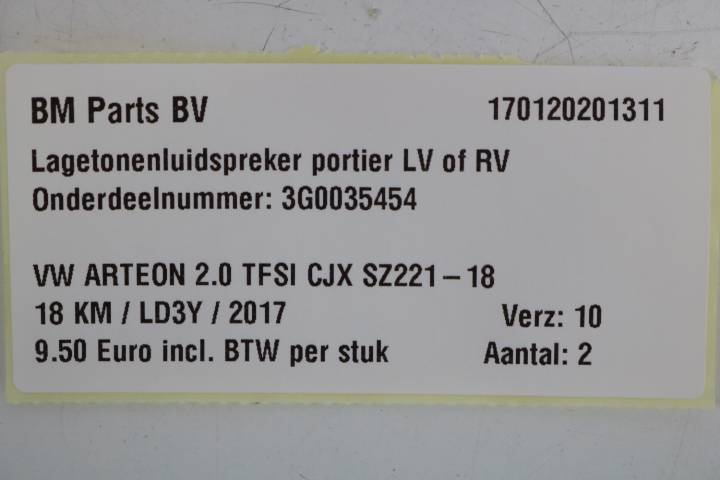 BM Parts BV 170120201311
Lagetonenluidspreker portier LV of RV
Onderdeelnummer: 3G0035454
VW ARTEON 2.0 TFSI CJX SZ221-18
18 KM / LD3Y / 2017 Verz: 10
9.50 Euro incl. BTW per stuk Aantal: 2